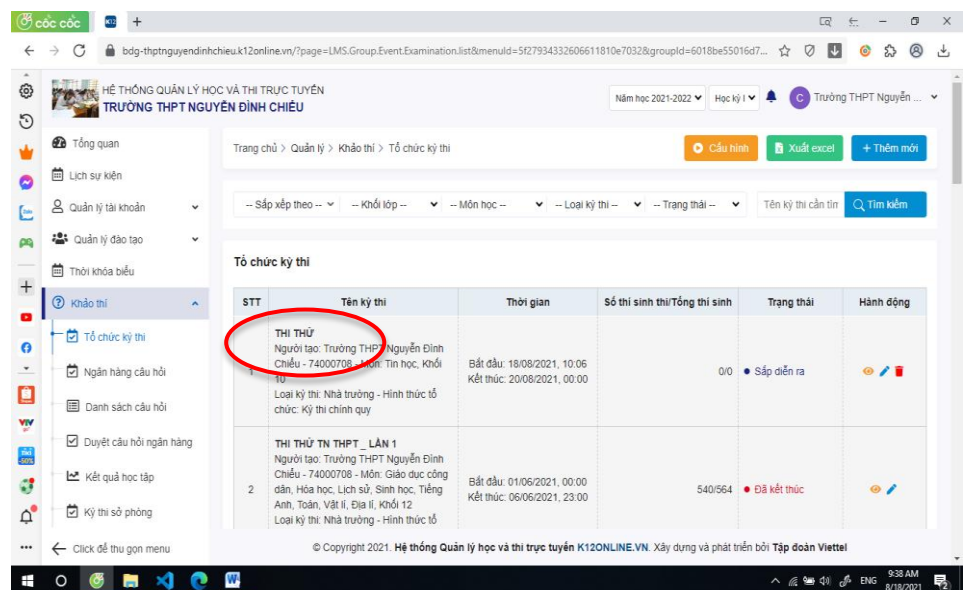 cốc cốc
K12
bdg-thptnguyendinhchieu.k12online.vn/?page=LMS.Group.Event.Examination.list&menuId=5f27934332606611810e7032&groupId=6018be55016d7...
HỆ THỐNG QUẢN LÝ HỌC VÀ THI TRỰC TUYẾN
TRƯỜNG THPT NGUYỄN ĐÌNH CHIỂU
Năm học 2021-2022
Học kỳ I
C
Trường THPT Nguyễn ...
Tổng quan
Lịch sự kiện
Quản lý tài khoản
Quản lý đào tạo
Thời khóa biểu
Khảo thí
Tổ chức kỳ thi
Ngân hàng câu hỏi
Danh sách câu hỏi
Duyệt câu hỏi ngân hàng
Kết quả học tập
Kỳ thi sở phòng
Click để thu gọn menu
Trang chủ > Quản lý > Khảo thí > Tổ chức kỳ thi
Cấu hình
Xuất excel
+ Thêm mới
-- Sắp xếp theo --
-- Khối lớp --
-- Môn học --
-- Loại kỳ thi --
-- Trạng thái --
Tên kỳ thi cần tìm
Tìm kiếm
Tổ chức kỳ thi
STT Tên kỳ thi Thời gian Số thí sinh thi/Tổng thí sinh Trạng thái Hành động
1
THI THỬ
Người tạo: Trường THPT Nguyễn Đình
Chiểu - 74000708 - Môn: Tin học, Khối
10
Loại kỳ thi: Nhà trường - Hình thức tổ
chức: Kỳ thi chính quy
Bắt đầu: 18/08/2021, 10:06
Kết thúc: 20/08/2021, 00:00
0/0
Sắp diễn ra
2
THI THỬ TN THPT_ LẦN 1
Người tạo: Trường THPT Nguyễn Đình
Chiểu - 74000708 - Môn: Giáo dục công
dân, Hóa học, Lịch sử, Sinh học, Tiếng
Anh, Toán, Vật lí, Địa lí, Khối 12
Loại kỳ thi: Nhà trường - Hình thức tổ
Bắt đầu: 01/06/2021, 00:00
Kết thúc: 06/06/2021, 23:00
540/564
Đã kết thúc
© Copyright 2021. Hệ thống Quản lý học và thi trực tuyến K12ONLINE.VN. Xây dựng và phát triển bởi Tập đoàn Viettel
ENG
9:38 AM
8/18/2021